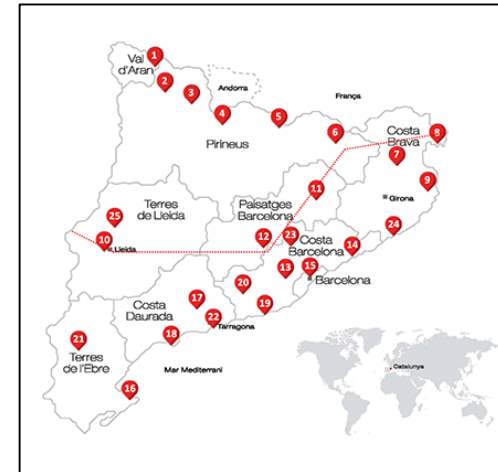 1
Val
d'Aran
2
3
Andorra
França
4
5
6
Pirineus
Costa
Brava
8
7
9
Girona
11
Terres
de Lleida
25
Paisatges
Barcelona
10
Lleida
12
23
Costa
Barcelona
14
24
13
15
Barcelona
20
19
Costa
Daurada
17
22
Tarragona
18
21
Terres
de l'Ebre
Mar Mediterrani
16
Catalunya